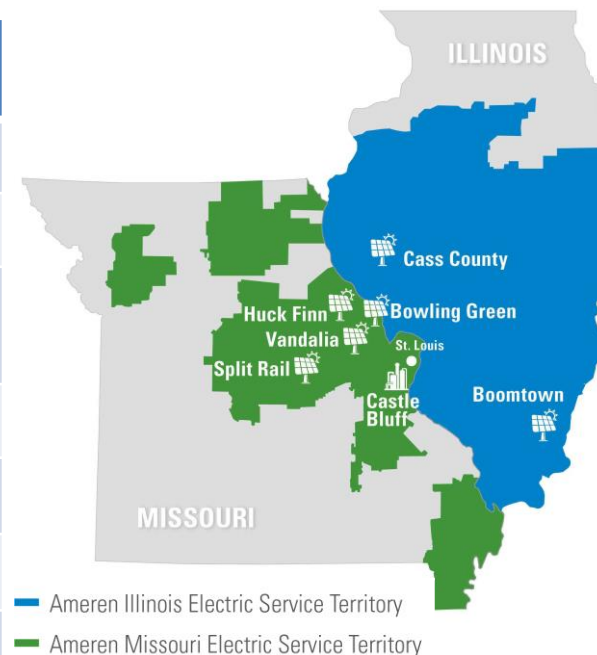 ILLINOIS
Cass County
Huck Finn
Bowling Green
Vandalia
St. Louis
Split Rail
Castle
Bluff
Boomtown
MISSOURI
Ameren Illinois Electric Service Territory
Ameren Missouri Electric Service Territory